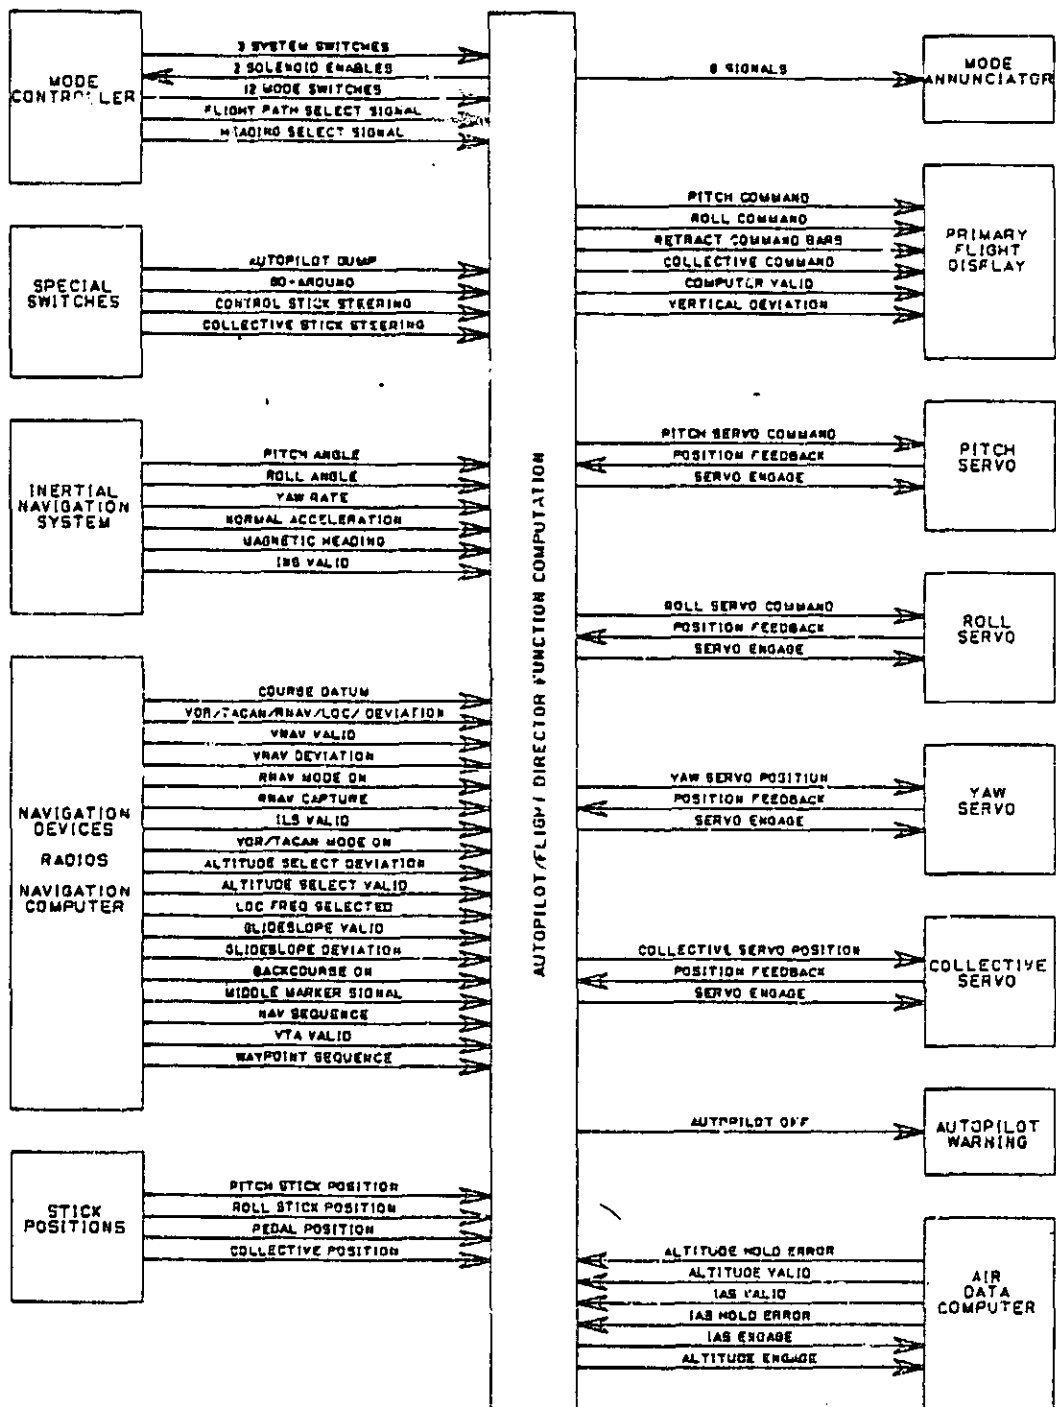 MODE
CONTROLLER
3 SYSTEM SWITCHES
2 SOLENOID ENABLES
12 MODE SWITCHES
FLIGHT PATH SELECT SIGNAL
HEADING SELECT SIGNAL
SPECIAL
SWITCHES
AUTOPILOT DUMP
GO-AROUND
CONTROL STICK STEERING
COLLECTIVE STICK STEERING
INERTIAL
NAVIGATION
SYSTEM
PITCH ANGLE
ROLL ANGLE
YAW RATE
NORMAL ACCELERATION
MAGNETIC HEADING
INS VALID
NAVIGATION
DEVICES
RADIOS
NAVIGATION
COMPUTER
COURSE DATUM
VOR/TACAN/RNAV/LOC/ DEVIATION
VNAV VALID
VNAV DEVIATION
RNAV MODE ON
RNAV CAPTURE
ILS VALID
VOR/TACAN MODE ON
ALTITUDE SELECT DEVIATION
ALTITUDE SELECT VALID
LOC FREQ SELECTED
GLIDESLOPE VALID
GLIDESLOPE DEVIATION
BACKCOURSE ON
MIDDLE MARKER SIGNAL
NAV SEQUENCE
VTA VALID
WAYPOINT SEQUENCE
STICK
POSITIONS
PITCH STICK POSITION
ROLL STICK POSITION
PEDAL POSITION
COLLECTIVE POSITION
AUTOPILOT/FLIGHT DIRECTOR FUNCTION COMPUTATION
SIGNALS
MODE
ANNUNCIATOR
PITCH COMMAND
ROLL COMMAND
RETRACT COMMAND BARS
COLLECTIVE COMMAND
COMPUTER VALID
VERTICAL DEVIATION
PRIMARY
FLIGHT
DISPLAY
PITCH SERVO COMMAND
POSITION FEEDBACK
SERVO ENGAGE
PITCH
SERVO
ROLL SERVO COMMAND
POSITION FEEDBACK
SERVO ENGAGE
ROLL
SERVO
YAW SERVO POSITION
POSITION FEEDBACK
SERVO ENGAGE
YAW
SERVO
COLLECTIVE SERVO POSITION
POSITION FEEDBACK
SERVO ENGAGE
COLLECTIVE
SERVO
AUTOPILOT OFF
AUTOPILOT
WARNING
ALTITUDE HOLD ERROR
ALTITUDE VALID
IAS VALID
IAS HOLD ERROR
IAS ENGAGE
ALTITUDE ENGAGE
AIR
DATA
COMPUTER